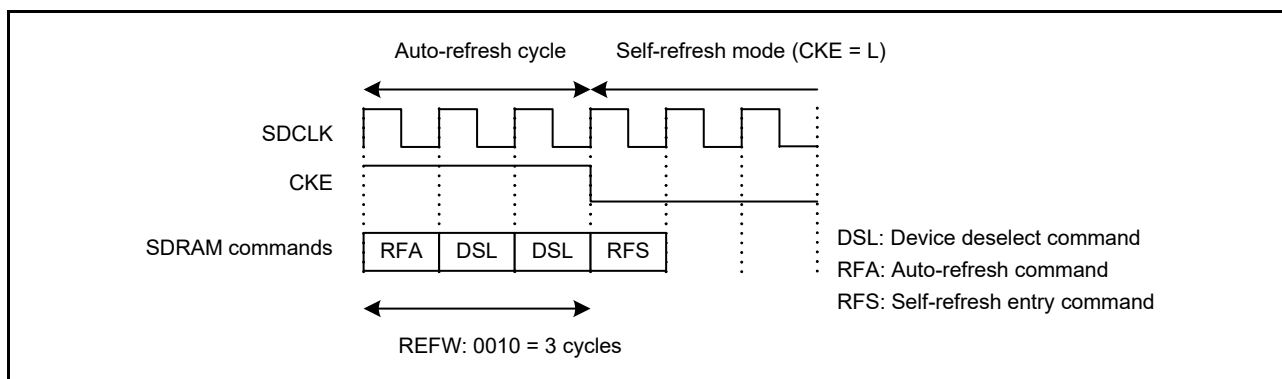 Auto-refresh cycle Self-refresh mode (CKE = L)
SDCLK
CKE
SDRAM commands RFA DSL DSL RFS
DSL: Device deselect command
RFA: Auto-refresh command
RFS: Self-refresh entry command
REFW: 0010 = 3 cycles